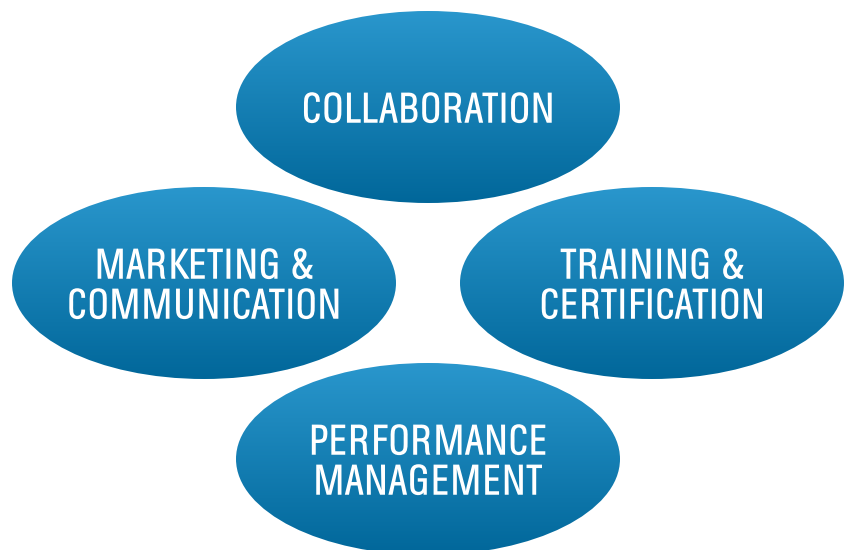 COLLABORATION
MARKETING &
COMMUNICATION
TRAINING &
CERTIFICATION
PERFORMANCE
MANAGEMENT